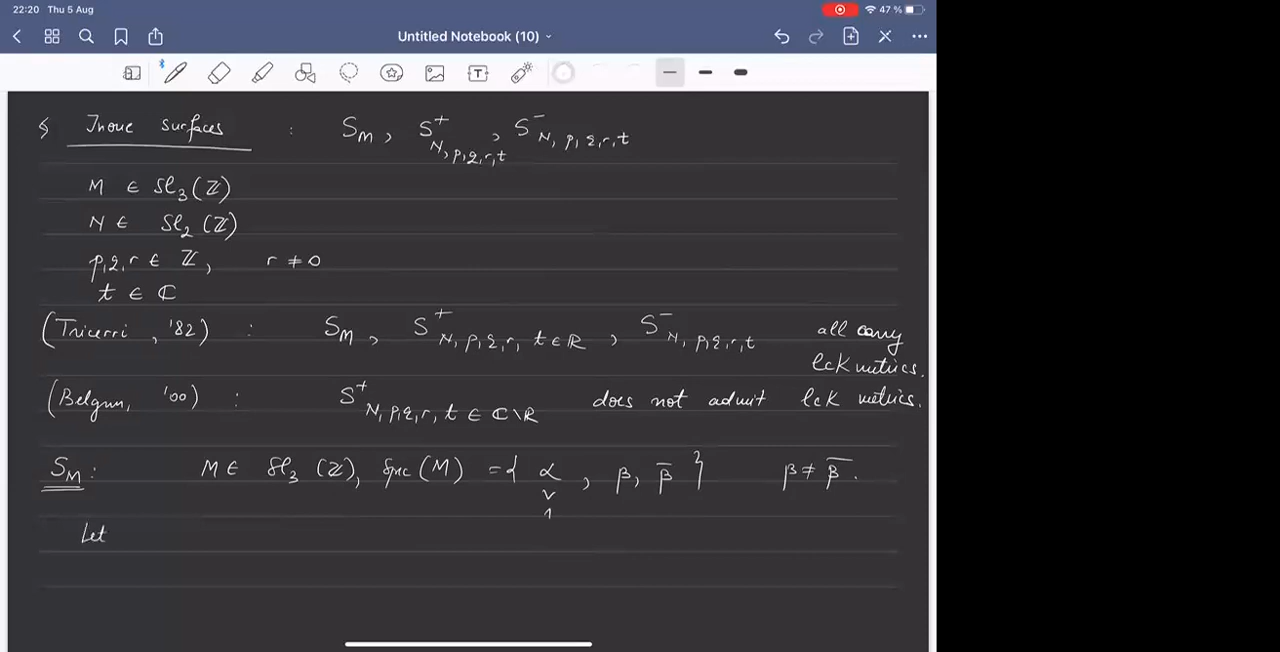 22:20 Thu 5 Aug
47 %
Untitled Notebook (10)
§ Inoue surfaces : S_M, S^+_{N,p,q,r,t}, S^-_{N,p,q,r,t}
M ∈ Sl_3(ℤ)
N ∈ Sl_2(ℤ)
p,q,r ∈ ℤ, r ≠ 0
t ∈ ℂ
(Tricerri, '82) : S_M, S^+_{N,p,q,r, t∈ℝ}, S^-_{N,p,q,r,t} all carry lck metrics.
(Belgun, '00) : S^+_{N,p,q,r, t ∈ ℂ\ℝ} does not admit lck metrics.
S_M: M ∈ Sl_3(ℤ), Spec(M) = { α, β, β̄ } β ≠ β̄.
∨
1
Let